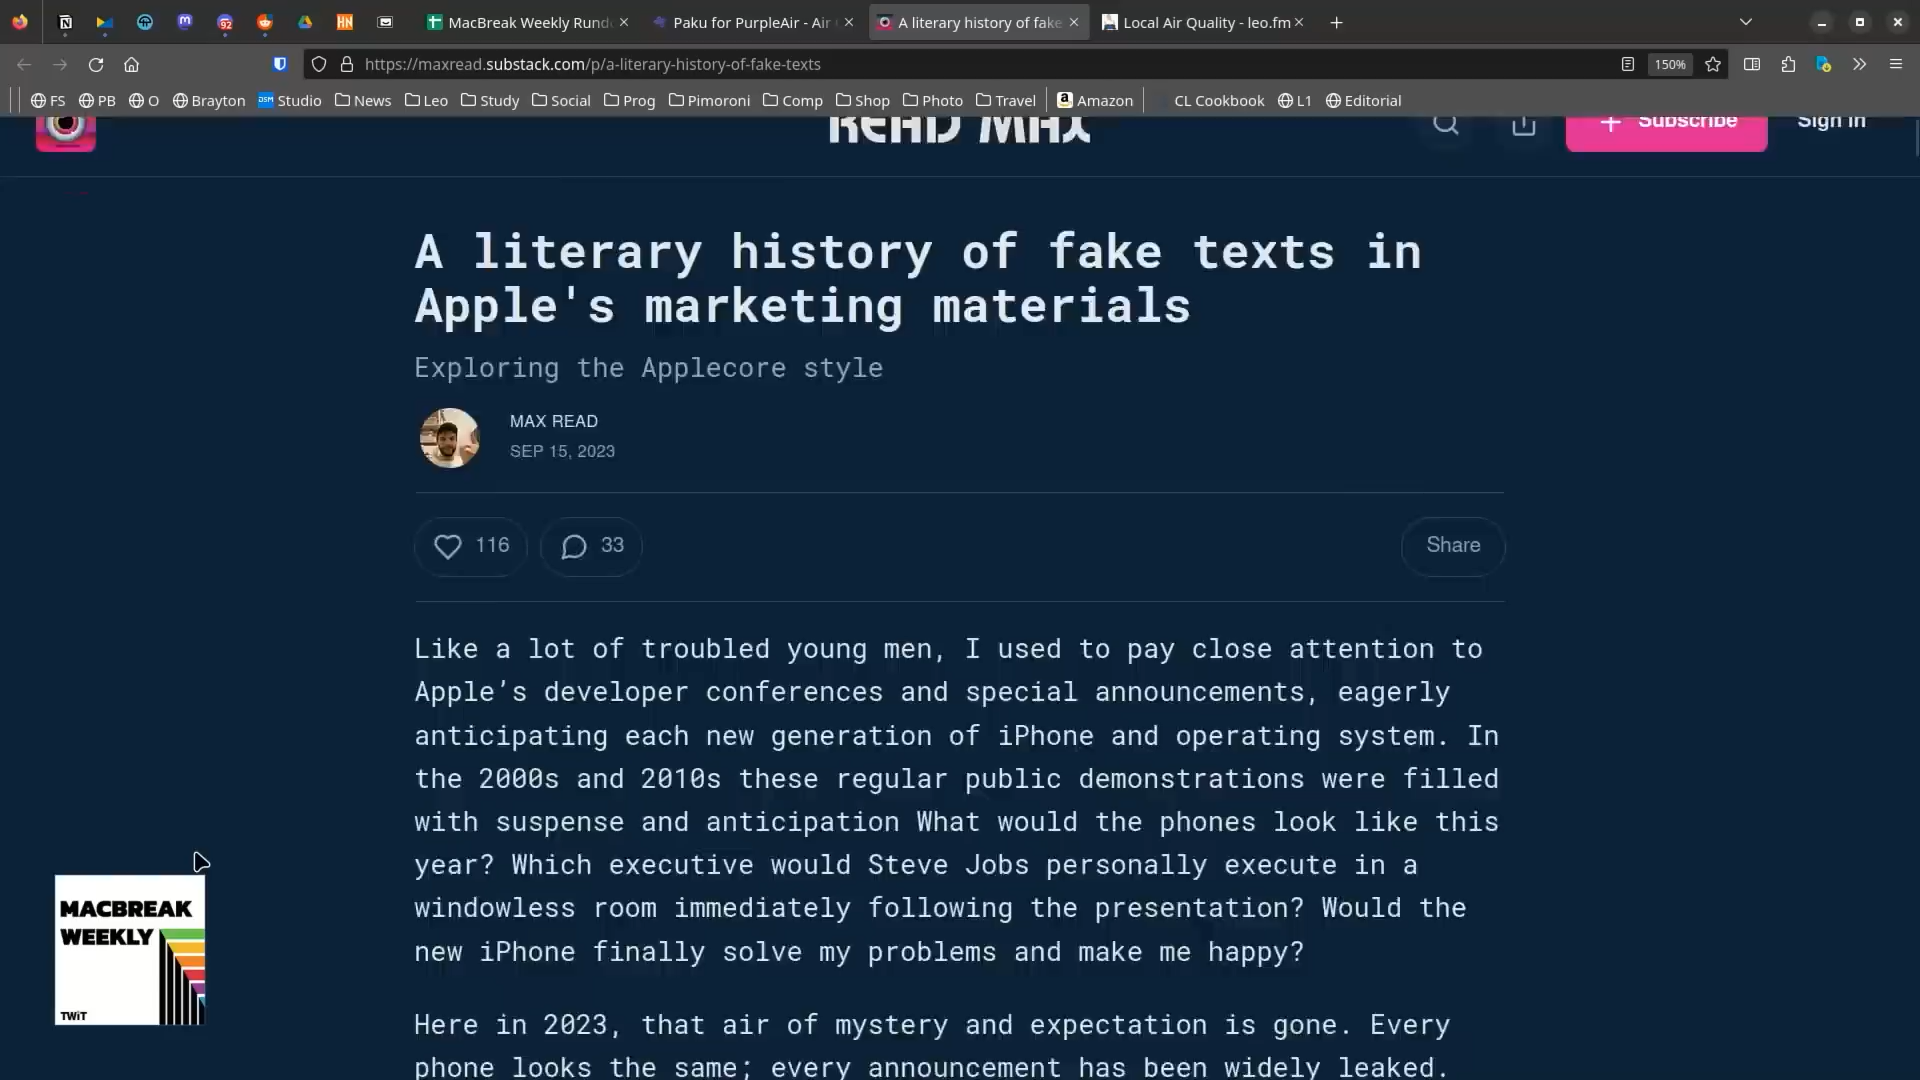 MacBreak Weekly Rund
Paku for PurpleAir - Air
A literary history of fake
Local Air Quality - leo.fm
https://maxread.substack.com/p/a-literary-history-of-fake-texts
150%
FS PB O Brayton Studio News Leo Study Social Prog Pimoroni Comp Shop Photo Travel Amazon CL Cookbook L1 Editorial
READ MAX
Subscribe
Sign in
A literary history of fake texts in
Apple's marketing materials
Exploring the Applecore style
MAX READ
SEP 15, 2023
116
33
Share
Like a lot of troubled young men, I used to pay close attention to
Apple’s developer conferences and special announcements, eagerly
anticipating each new generation of iPhone and operating system. In
the 2000s and 2010s these regular public demonstrations were filled
with suspense and anticipation What would the phones look like this
year? Which executive would Steve Jobs personally execute in a
windowless room immediately following the presentation? Would the
new iPhone finally solve my problems and make me happy?
Here in 2023, that air of mystery and expectation is gone. Every
phone looks the same; every announcement has been widely leaked.
MACBREAK
WEEKLY
TWiT